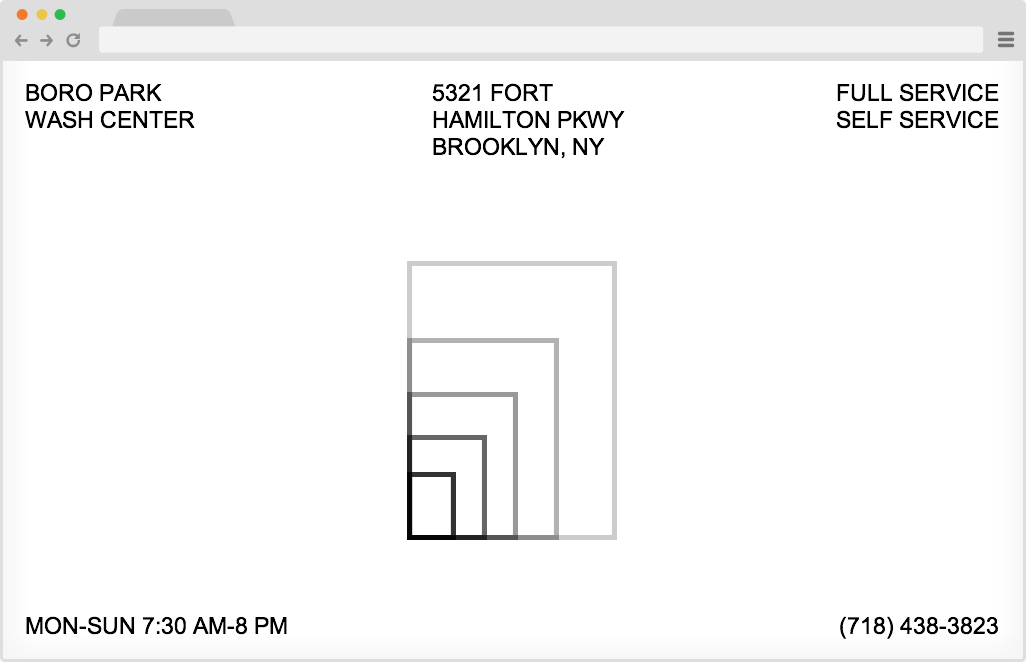 BORO PARK
WASH CENTER
5321 FORT
HAMILTON PKWY
BROOKLYN, NY
FULL SERVICE
SELF SERVICE
MON-SUN 7:30 AM-8 PM
(718) 438-3823